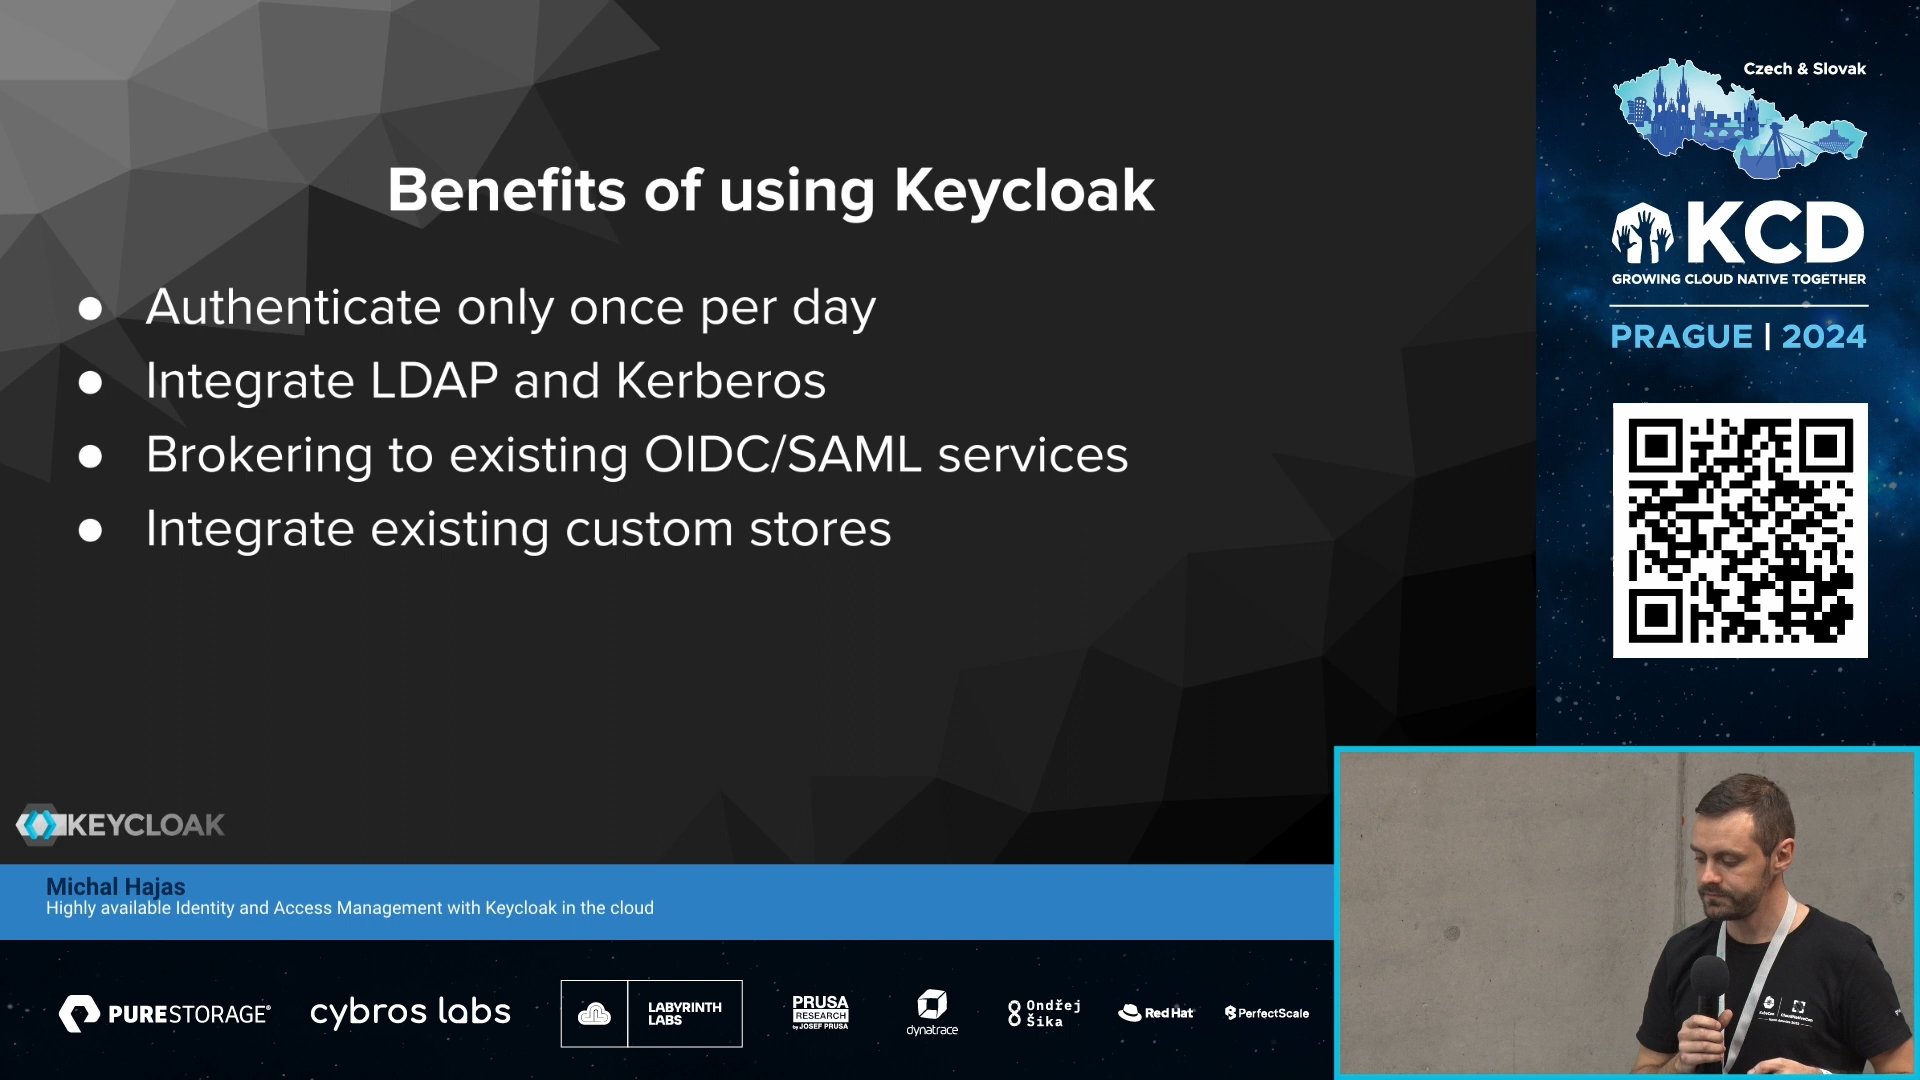 Benefits of using Keycloak
● Authenticate only once per day
● Integrate LDAP and Kerberos
● Brokering to existing OIDC/SAML services
● Integrate existing custom stores
KEYCLOAK
Czech & Slovak
KCD
GROWING CLOUD NATIVE TOGETHER
PRAGUE | 2024
Michal Hajas
Highly available Identity and Access Management with Keycloak in the cloud
PURESTORAGE®
cybros labs
LABYRINTH
LABS
PRUSA
RESEARCH
by JOSEF PRUSA
dynatrace
Ondřej
Šika
Red Hat
PerfectScale